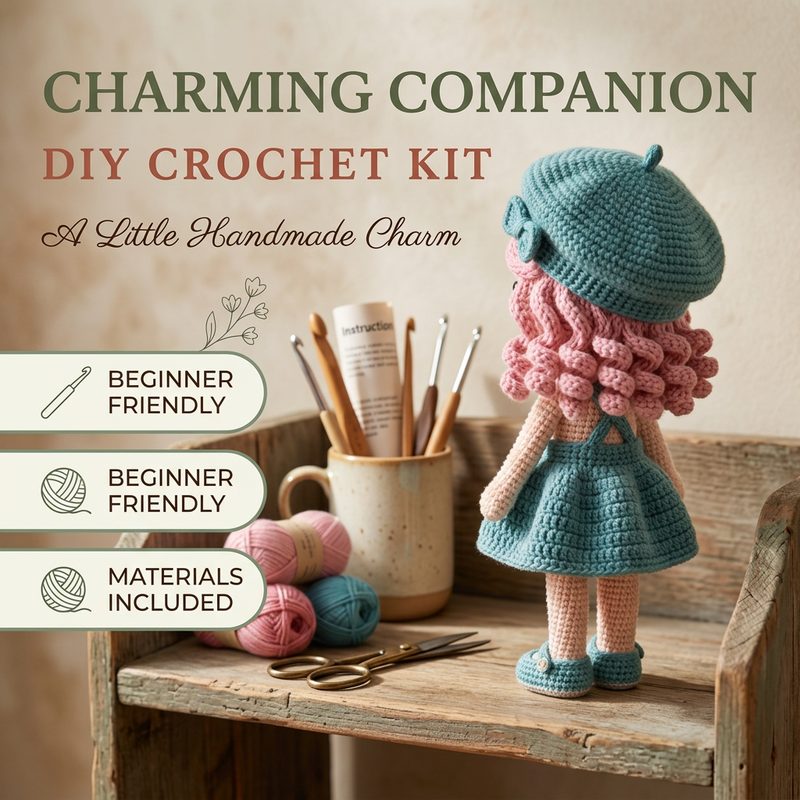 CHARMING COMPANION
DIY CROCHET KIT
A Little Handmade Charm
Instruction
BEGINNER
FRIENDLY
BEGINNER
FRIENDLY
MATERIALS
INCLUDED